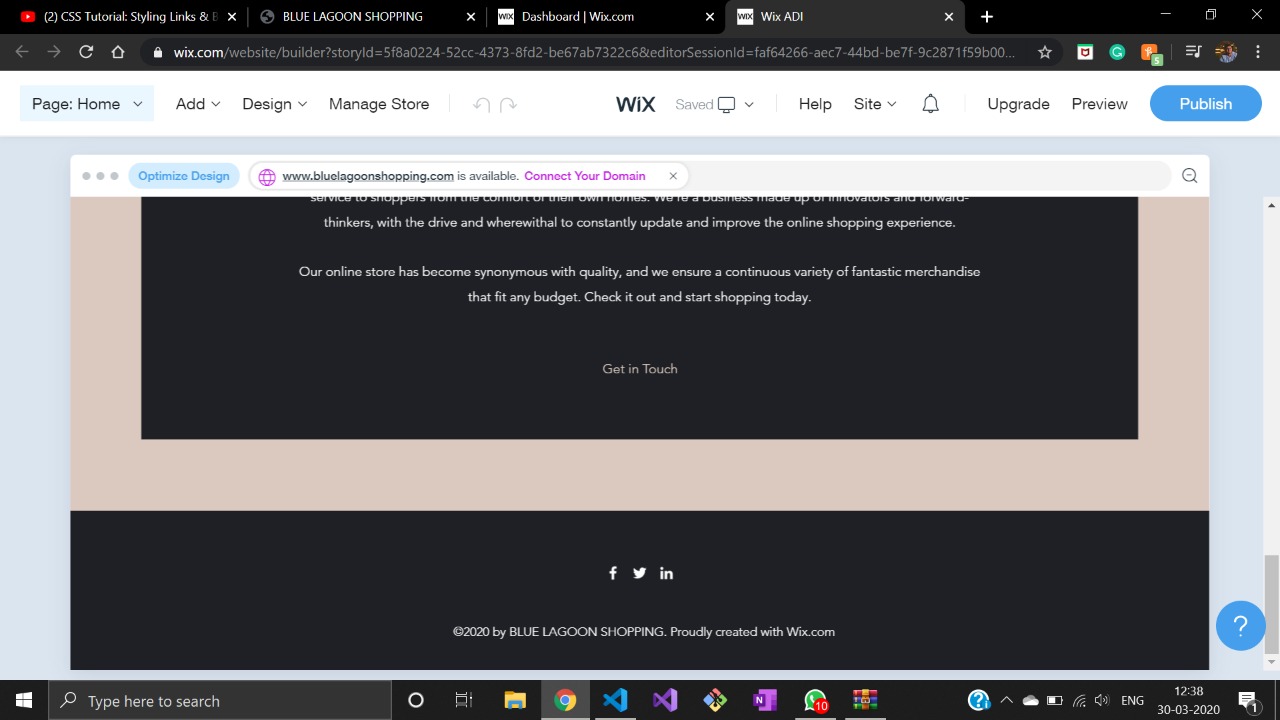 (2) CSS Tutorial: Styling Links & B
BLUE LAGOON SHOPPING
WiX Dashboard | Wix.com
WiX Wix ADI
wix.com/website/builder?storyId=5f8a0224-52cc-4373-8fd2-be67ab7322c6&editorSessionId=faf64266-aec7-44bd-be7f-9c2871f59b00...
5
Page: Home
Add
Design
Manage Store
WiX
Saved
Help
Site
Upgrade
Preview
Publish
Optimize Design
www.bluelagoonshopping.com is available. Connect Your Domain
service to shoppers from the comfort of their own homes. We're a business made up of innovators and forward-
thinkers, with the drive and wherewithal to constantly update and improve the online shopping experience.
Our online store has become synonymous with quality, and we ensure a continuous variety of fantastic merchandise
that fit any budget. Check it out and start shopping today.
Get in Touch
©2020 by BLUE LAGOON SHOPPING. Proudly created with Wix.com
?
Type here to search
10
ENG
12:38
30-03-2020
1